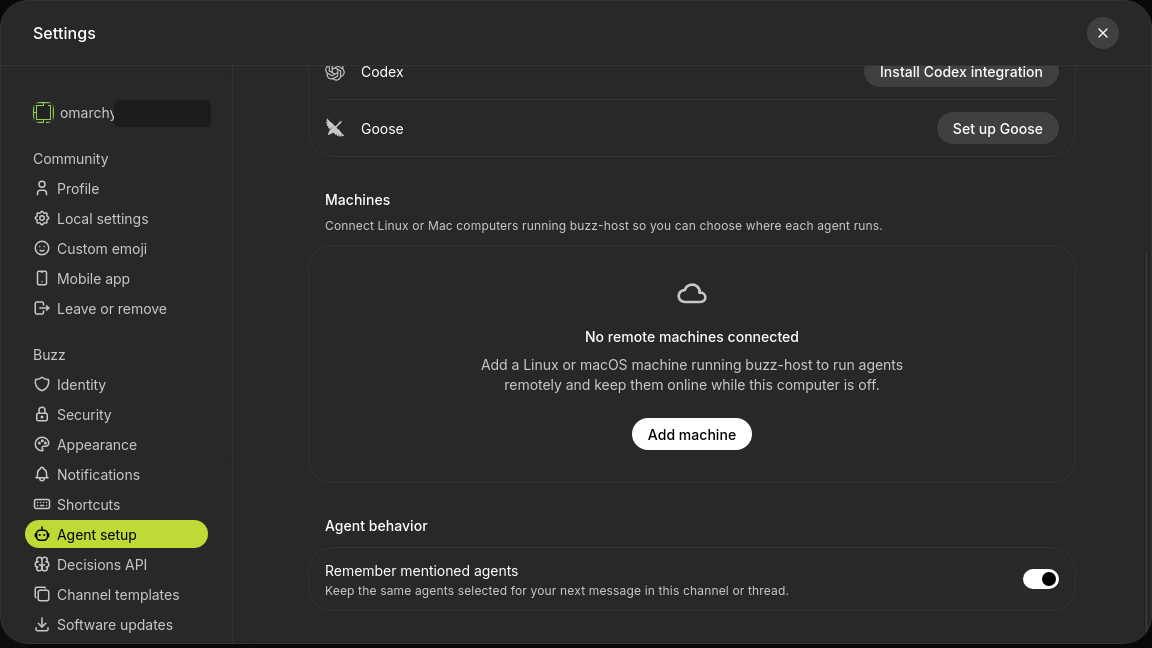 Settings
omarchy
Community
Profile
Local settings
Custom emoji
Mobile app
Leave or remove
Buzz
Identity
Security
Appearance
Notifications
Shortcuts
Agent setup
Decisions API
Channel templates
Software updates
Codex
Install Codex integration
Goose
Set up Goose
Machines
Connect Linux or Mac computers running buzz-host so you can choose where each agent runs.
No remote machines connected
Add a Linux or macOS machine running buzz-host to run agents
remotely and keep them online while this computer is off.
Add machine
Agent behavior
Remember mentioned agents
Keep the same agents selected for your next message in this channel or thread.